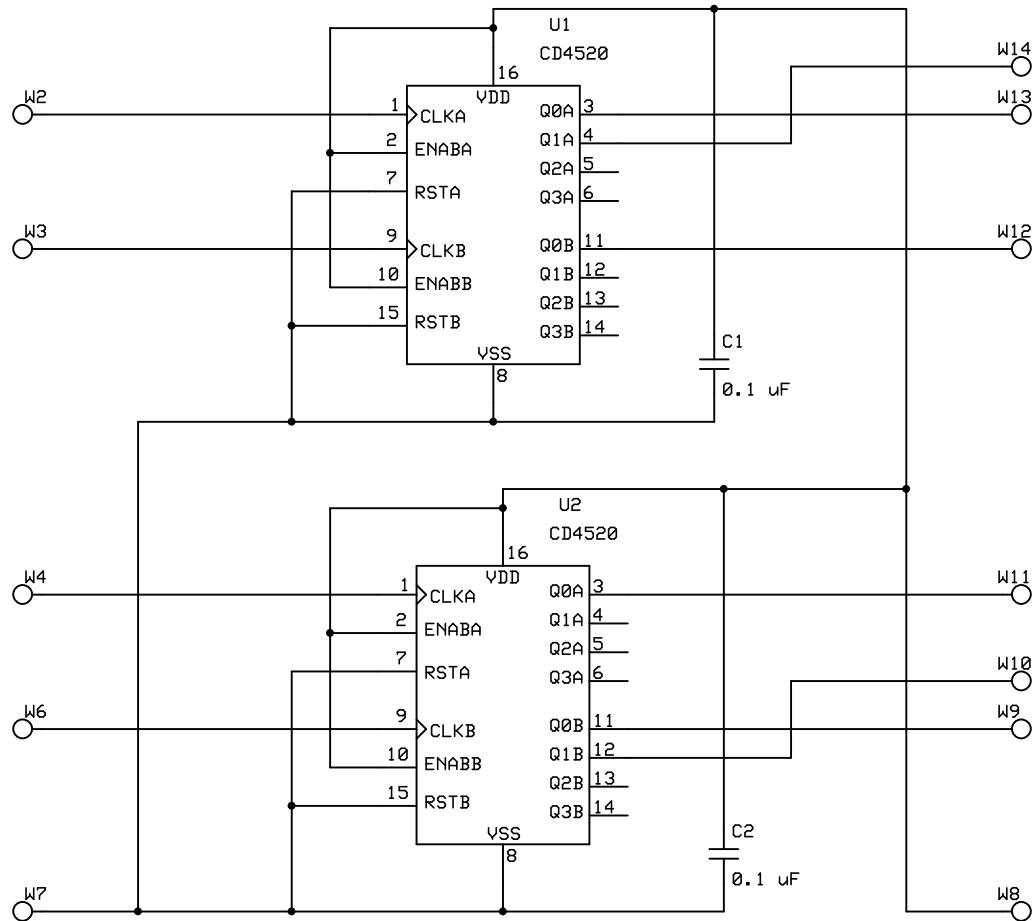 U1
CD4520
W14
16
VDD
W2
1
CLKA
Q0A
3
W13
2
ENABA
Q1A
4
Q2A
5
7
RSTA
Q3A
6
W3
9
CLKB
Q0B
11
W12
10
ENABB
Q1B
12
Q2B
13
15
RSTB
Q3B
14
VSS
8
C1
0.1 uF
U2
CD4520
16
VDD
W4
1
CLKA
Q0A
3
W11
2
ENABA
Q1A
4
Q2A
5
7
RSTA
Q3A
6
W10
W6
9
CLKB
Q0B
11
W9
10
ENABB
Q1B
12
Q2B
13
15
RSTB
Q3B
14
VSS
8
C2
0.1 uF
W7
W8